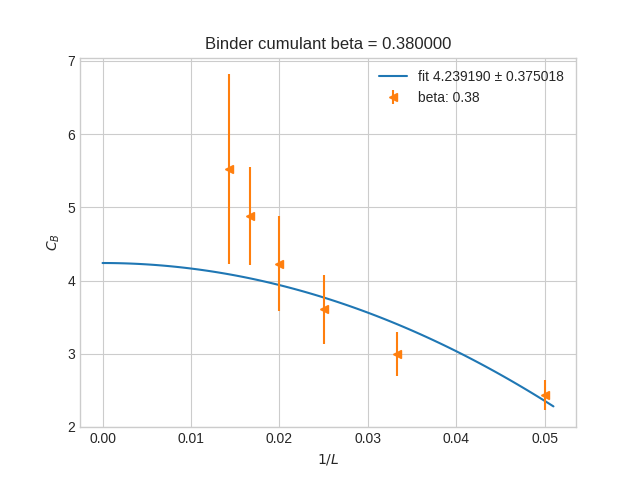 Binder cumulant beta = 0.380000
fit 4.239190 ± 0.375018
beta: 0.38
C_B
7
6
5
4
3
2
0.00 0.01 0.02 0.03 0.04 0.05
1/L